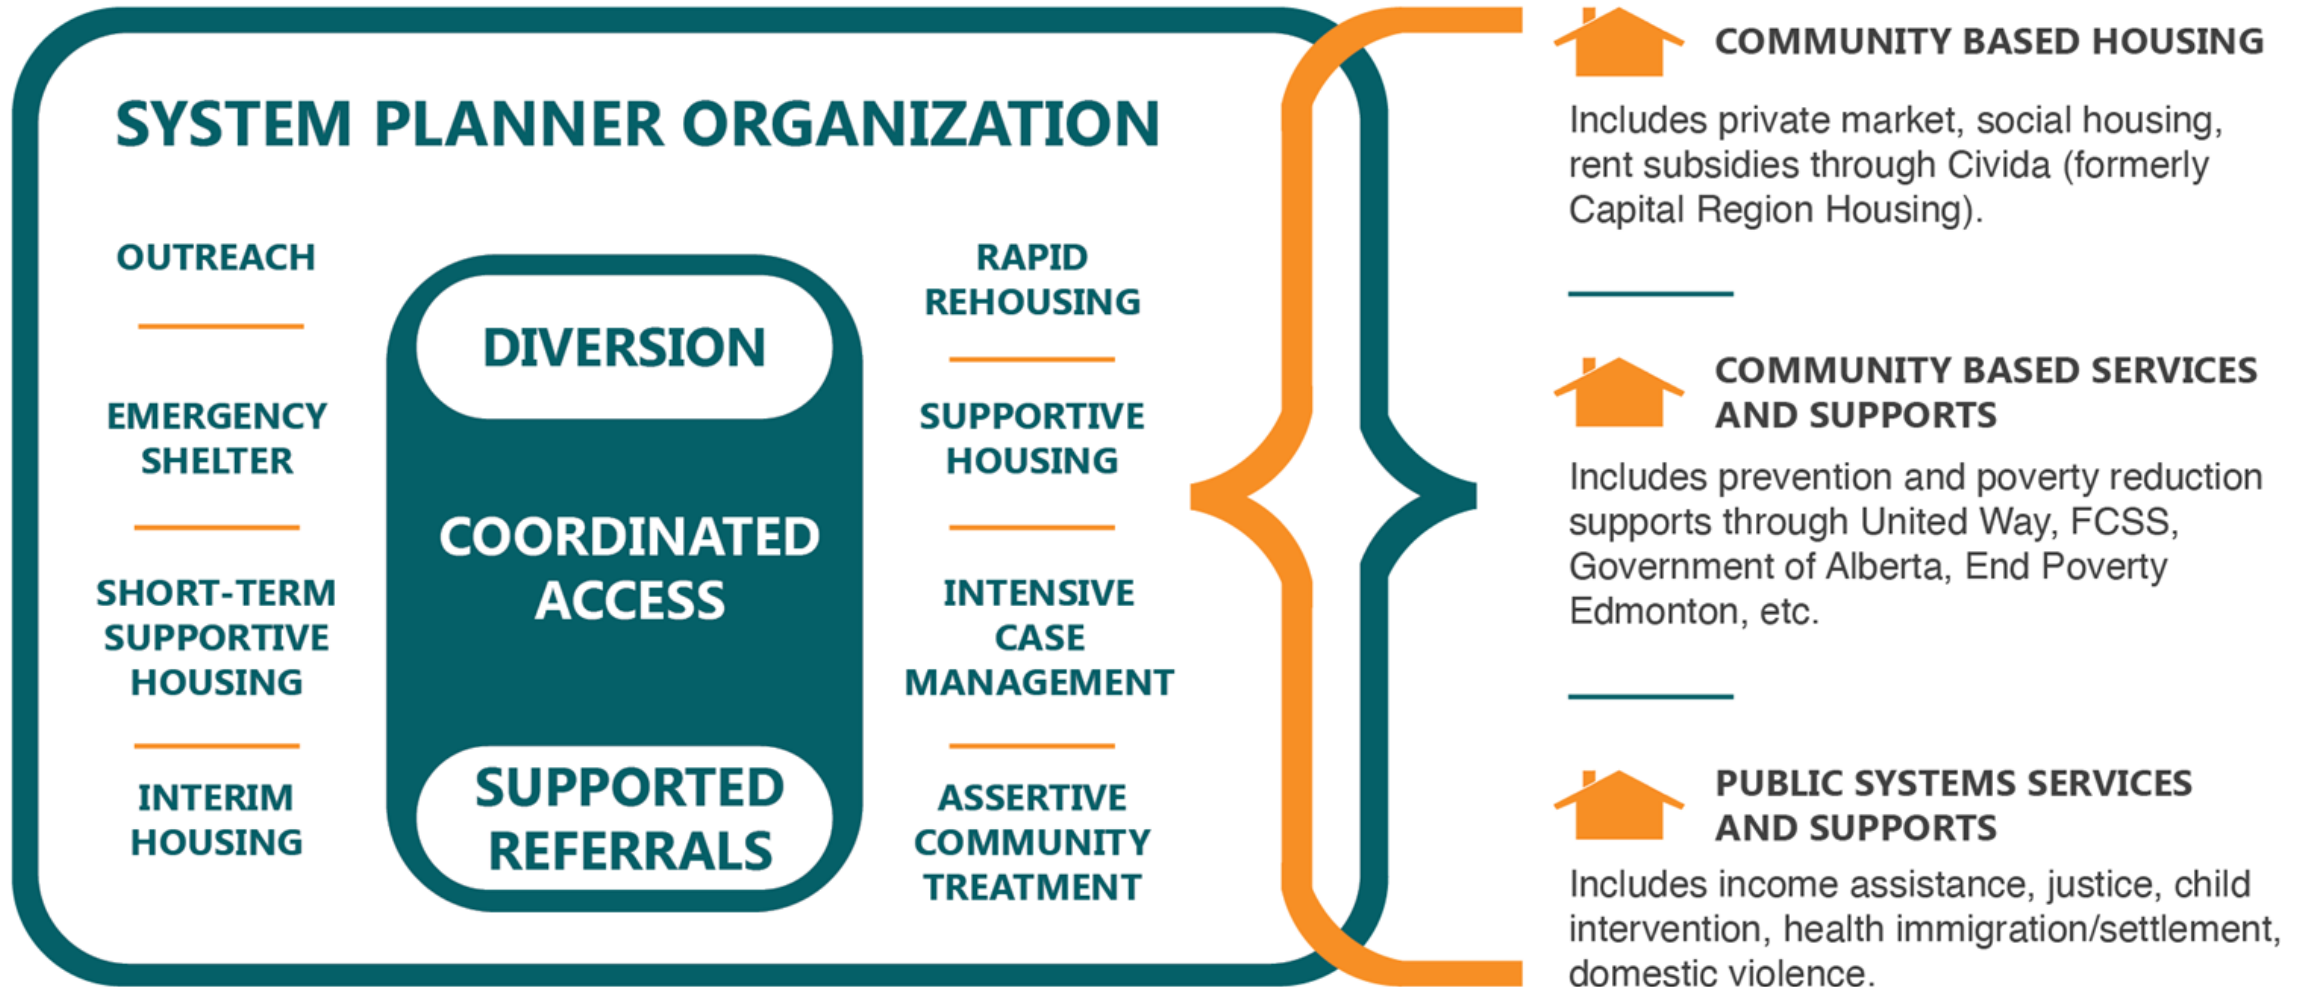 SYSTEM PLANNER ORGANIZATION
OUTREACH
EMERGENCY
SHELTER
SHORT-TERM
SUPPORTIVE
HOUSING
INTERIM
HOUSING
DIVERSION
COORDINATED
ACCESS
SUPPORTED
REFERRALS
RAPID
REHOUSING
SUPPORTIVE
HOUSING
INTENSIVE
CASE
MANAGEMENT
ASSERTIVE
COMMUNITY
TREATMENT
COMMUNITY BASED HOUSING
Includes private market, social housing,
rent subsidies through Civida (formerly
Capital Region Housing).
COMMUNITY BASED SERVICES
AND SUPPORTS
Includes prevention and poverty reduction
supports through United Way, FCSS,
Government of Alberta, End Poverty
Edmonton, etc.
PUBLIC SYSTEMS SERVICES
AND SUPPORTS
Includes income assistance, justice, child
intervention, health immigration/settlement,
domestic violence.